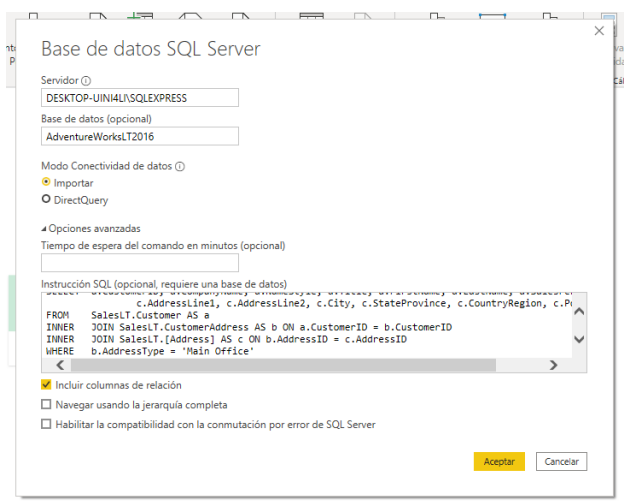 Base de datos SQL Server
Servidor
DESKTOP-UINI4LI\SQLEXPRESS
Base de datos (opcional)
AdventureWorksLT2016
Modo Conectividad de datos
Importar
DirectQuery
Opciones avanzadas
Tiempo de espera del comando en minutos (opcional)
Instrucción SQL (opcional, requiere una base de datos)
c.AddressLine1, c.AddressLine2, c.City, c.StateProvince, c.CountryRegion,
FROM SalesLT.Customer AS a
INNER JOIN SalesLT.CustomerAddress AS b ON a.CustomerID = b.CustomerID
INNER JOIN SalesLT.[Address] AS c ON b.AddressID = c.AddressID
WHERE b.AddressType = 'Main Office'
Incluir columnas de relación
Navegar usando la jerarquía completa
Habilitar la compatibilidad con la conmutación por error de SQL Server
Aceptar
Cancelar